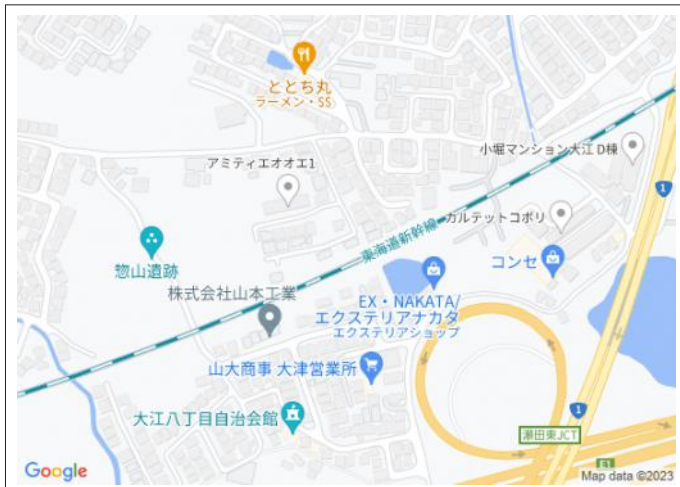 ととち丸
ラーメン・SS
小堀マンション大江 D棟
アミティエオオエ1
1
カルテットコボリ
東海道新幹線
惣山遺跡
コンセ
株式会社山本工業
EX・NAKATA/
エクステリアナカタ
エクステリアショップ
山大商事 大津営業所
大江八丁目自治会館
1
瀬田東JCT
E1
Google
Map data ©2023